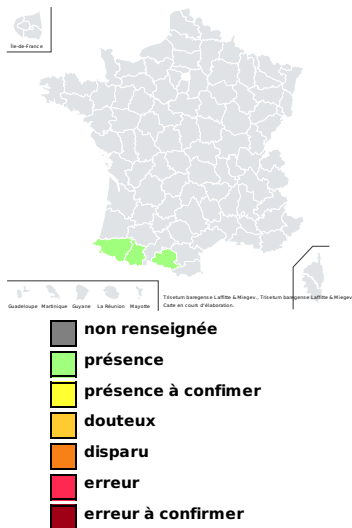 Île-de-France
Guadeloupe Martinique Guyane La Réunion Mayotte
Trisetum baregense Laffitte & Miegev., Trisetum baregense Laffitte & Miegev
Carte en cours d'élaboration.
non renseignée
présence
présence à confimer
douteux
disparu
erreur
erreur à confirmer